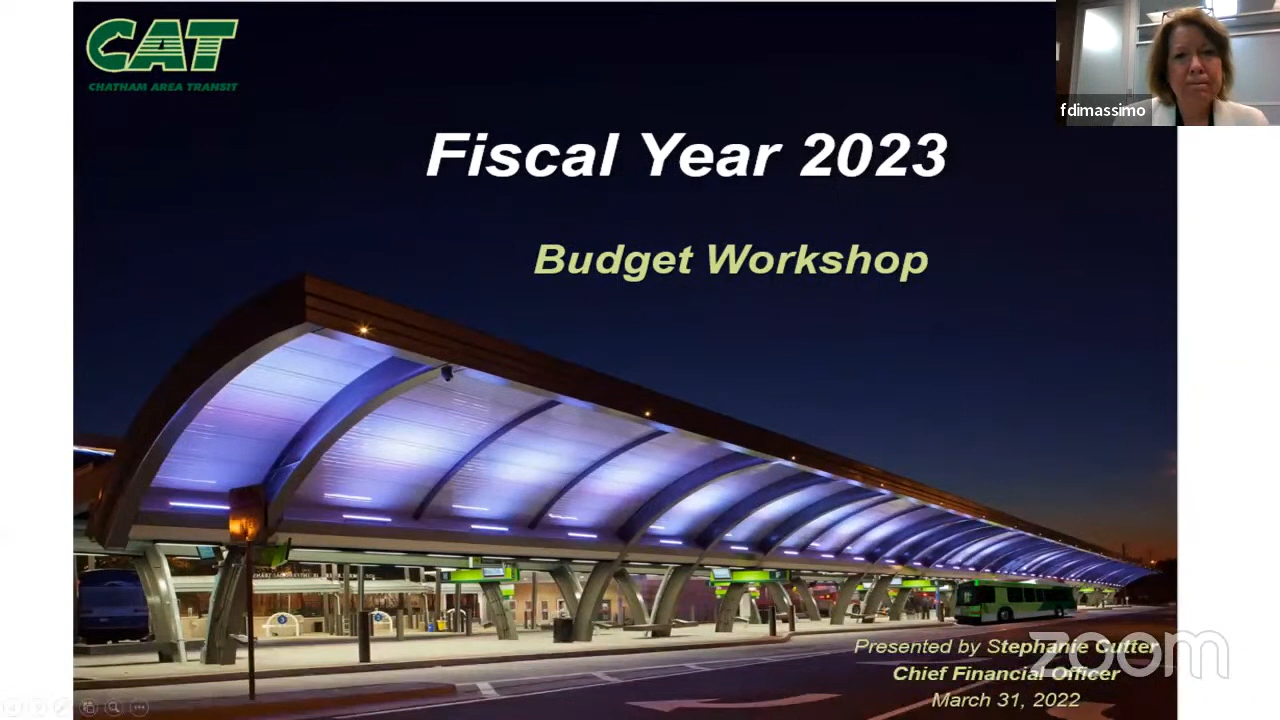 CAT
CHATHAM AREA TRANSIT
fdimassimo
Fiscal Year 2023
Budget Workshop
Presented by Stephanie Cutter
Chief Financial Officer
March 31, 2022
zoom